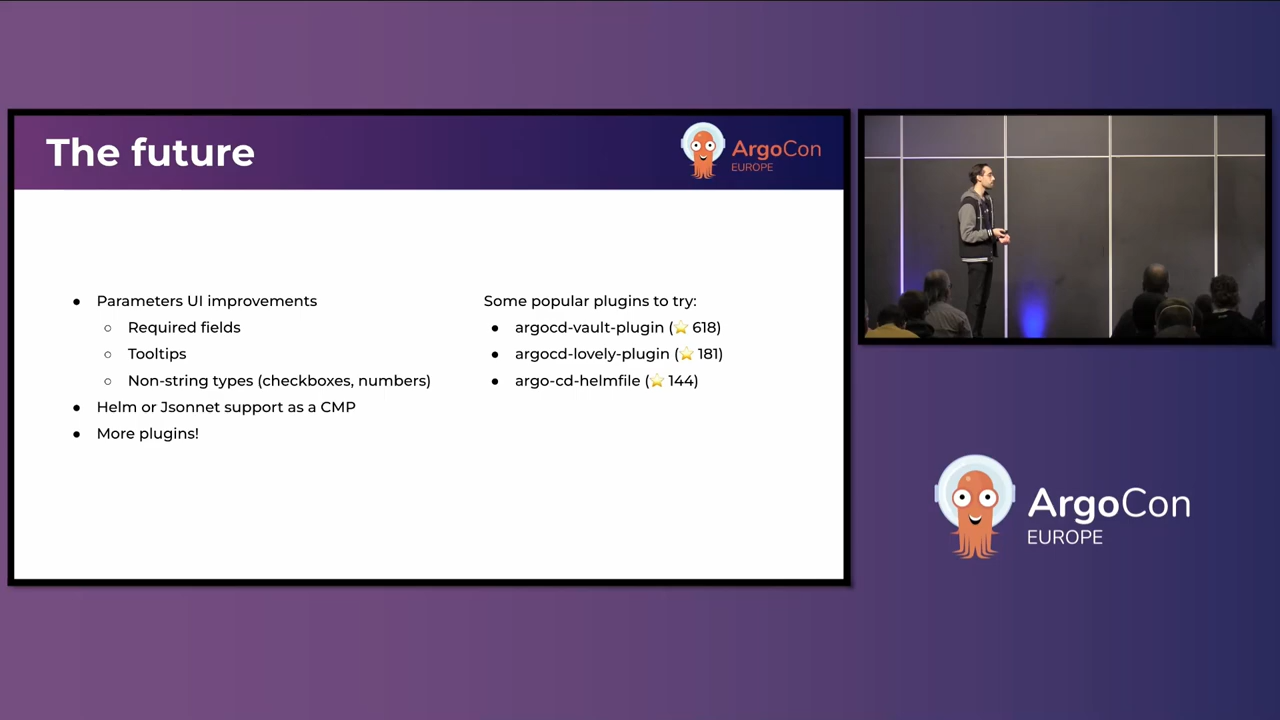 The future
ArgoCon
EUROPE
● Parameters UI improvements
○ Required fields
○ Tooltips
○ Non-string types (checkboxes, numbers)
● Helm or Jsonnet support as a CMP
● More plugins!
Some popular plugins to try:
● argocd-vault-plugin (⭐ 618)
● argocd-lovely-plugin (⭐ 181)
● argo-cd-helmfile (⭐ 144)
ArgoCon
EUROPE